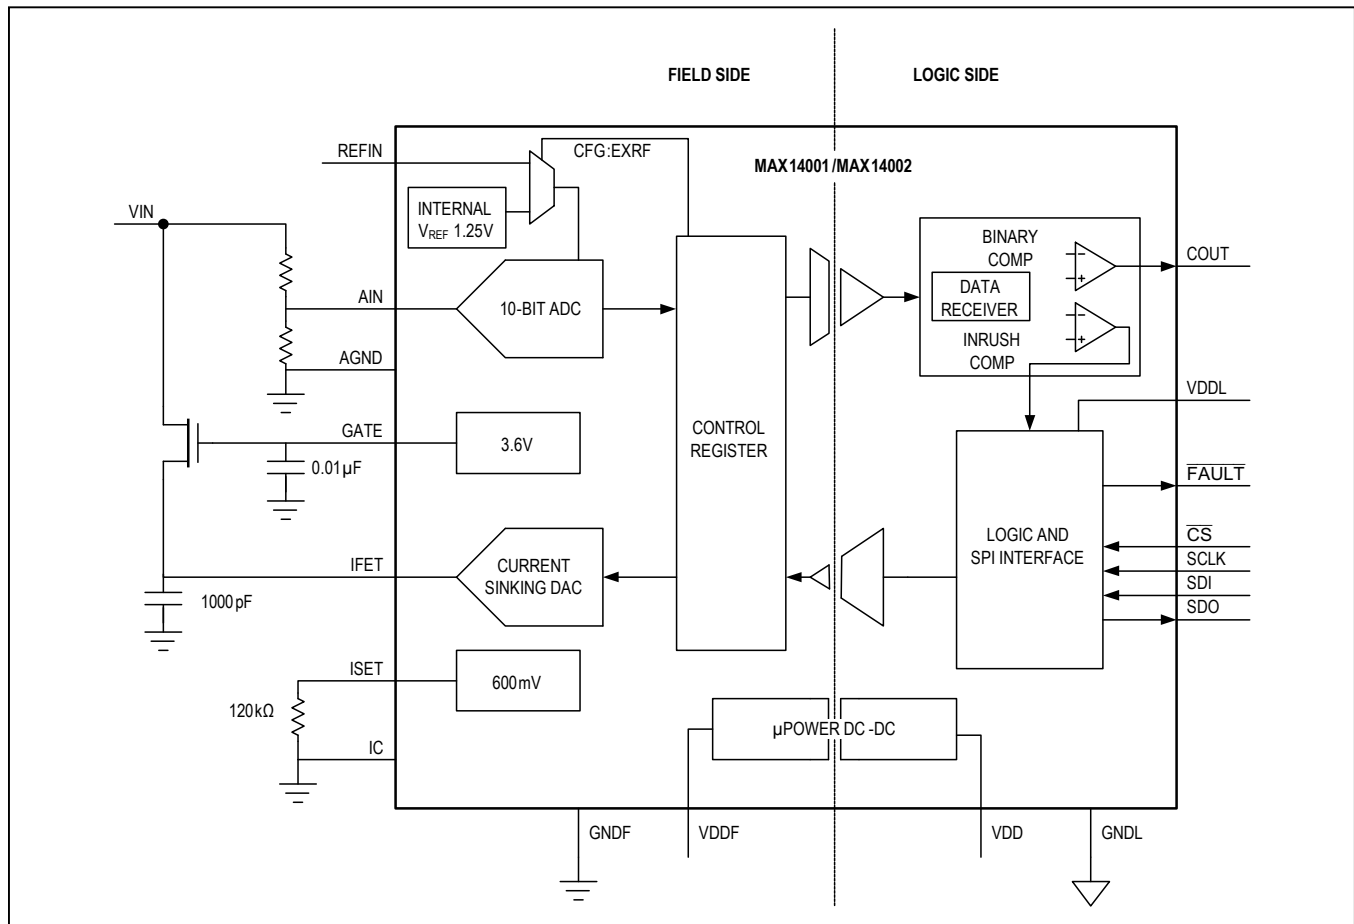 FIELD SIDE
LOGIC SIDE
REFIN
CFG:EXRF
MAX14001/MAX14002
VIN
INTERNAL
VREF 1.25V
BINARY
COMP
COUT
AIN
10-BIT ADC
DATA
RECEIVER
INRUSH
COMP
AGND
VDDL
GATE
3.6V
CONTROL
REGISTER
0.01µF
FAULT
LOGIC AND
SPI INTERFACE
CS
SCLK
SDI
SDO
IFET
CURRENT
SINKING DAC
1000pF
ISET
600mV
120kΩ
µPOWER DC-DC
IC
GNDF
VDDF
VDD
GNDL